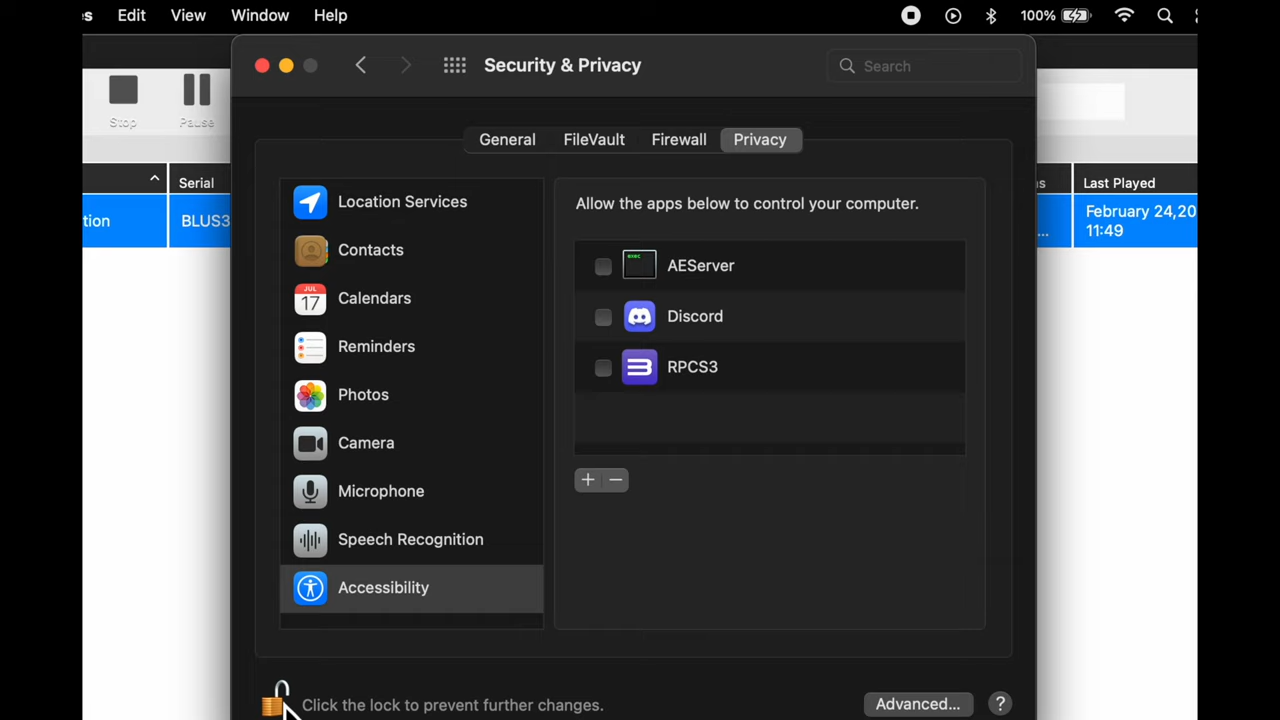 Edit View Window Help 100%
Security & Privacy
Search
Stop
Pause
General FileVault Firewall Privacy
Serial
Last Played
tion
BLUS3
February 24,20
11:49
Location Services
Contacts
JUL
17
Calendars
Reminders
Photos
Camera
Microphone
Speech Recognition
Accessibility
Allow the apps below to control your computer.
exec
AEServer
Discord
RPCS3
Click the lock to prevent further changes.
Advanced...
?